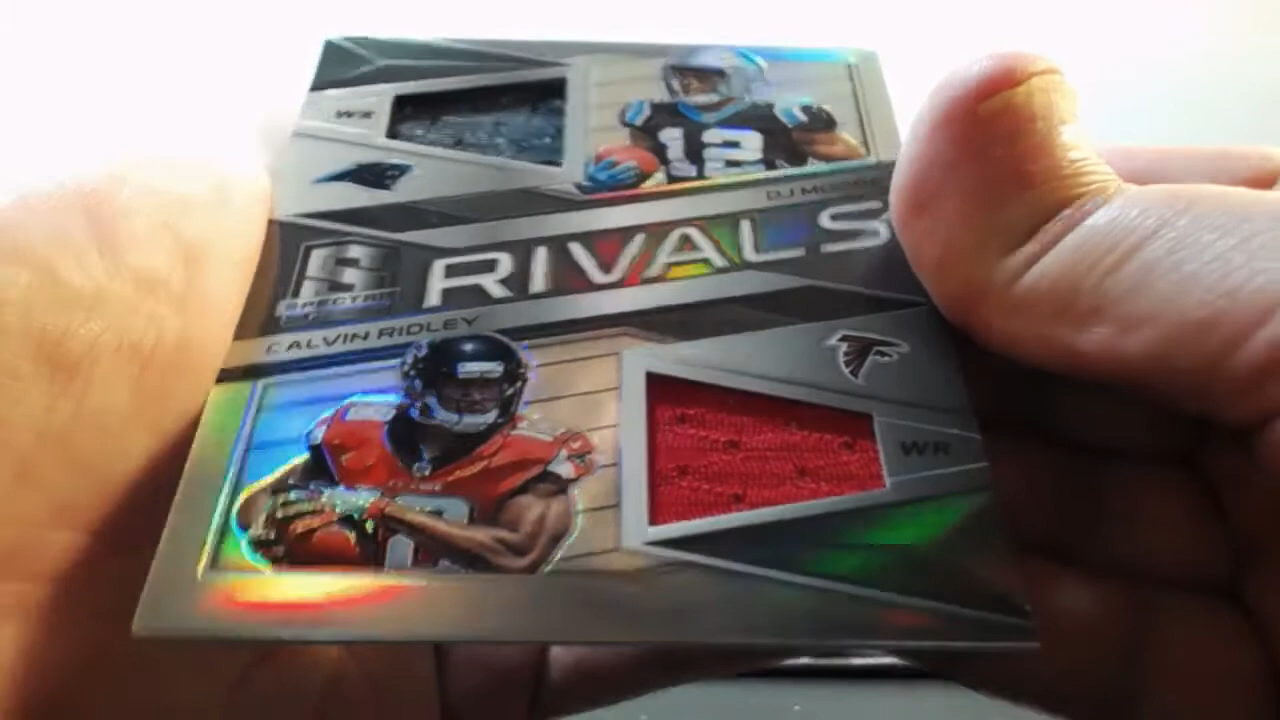 WR
12
DJ MOORE
RIVALS
S
SPECTRA
CALVIN RIDLEY
WR